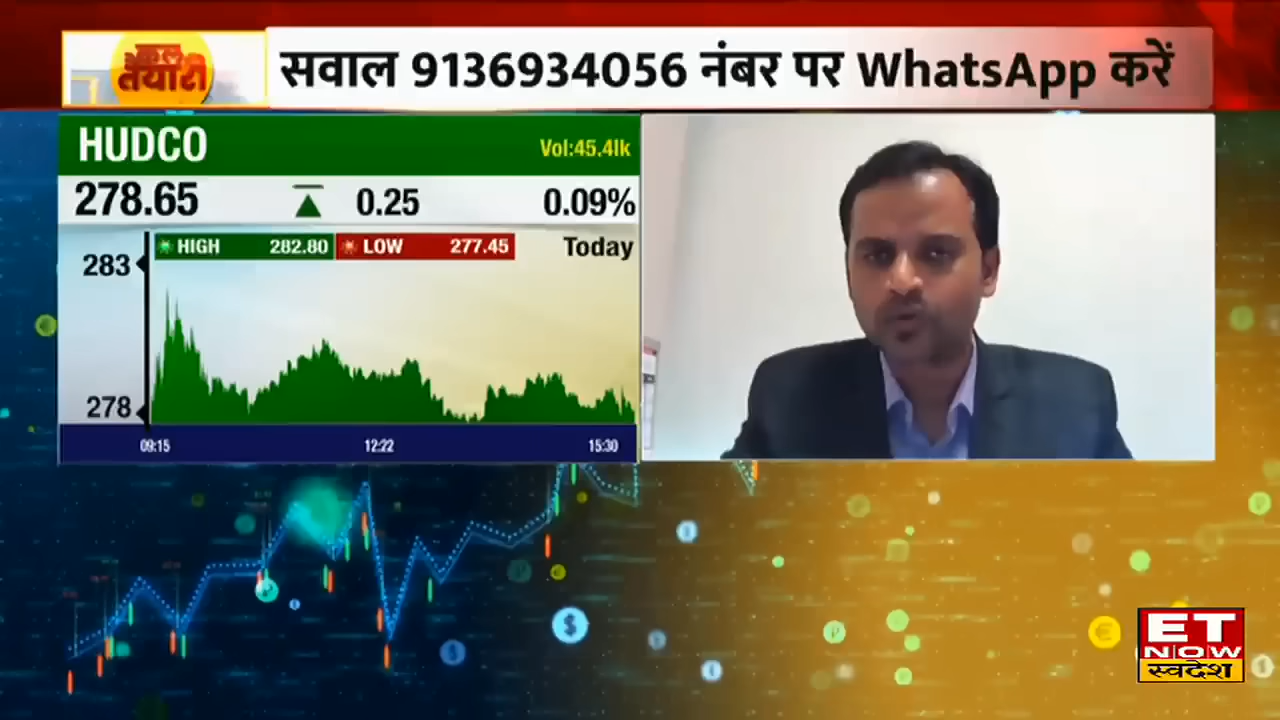 कल
की
तैयारी
सवाल 9136934056 नंबर पर WhatsApp करें
HUDCO
Vol:45.4lk
278.65 0.25 0.09%
HIGH 282.80 LOW 277.45 Today
283
278
09:15 12:22 15:30
ET
NOW
स्वदेश